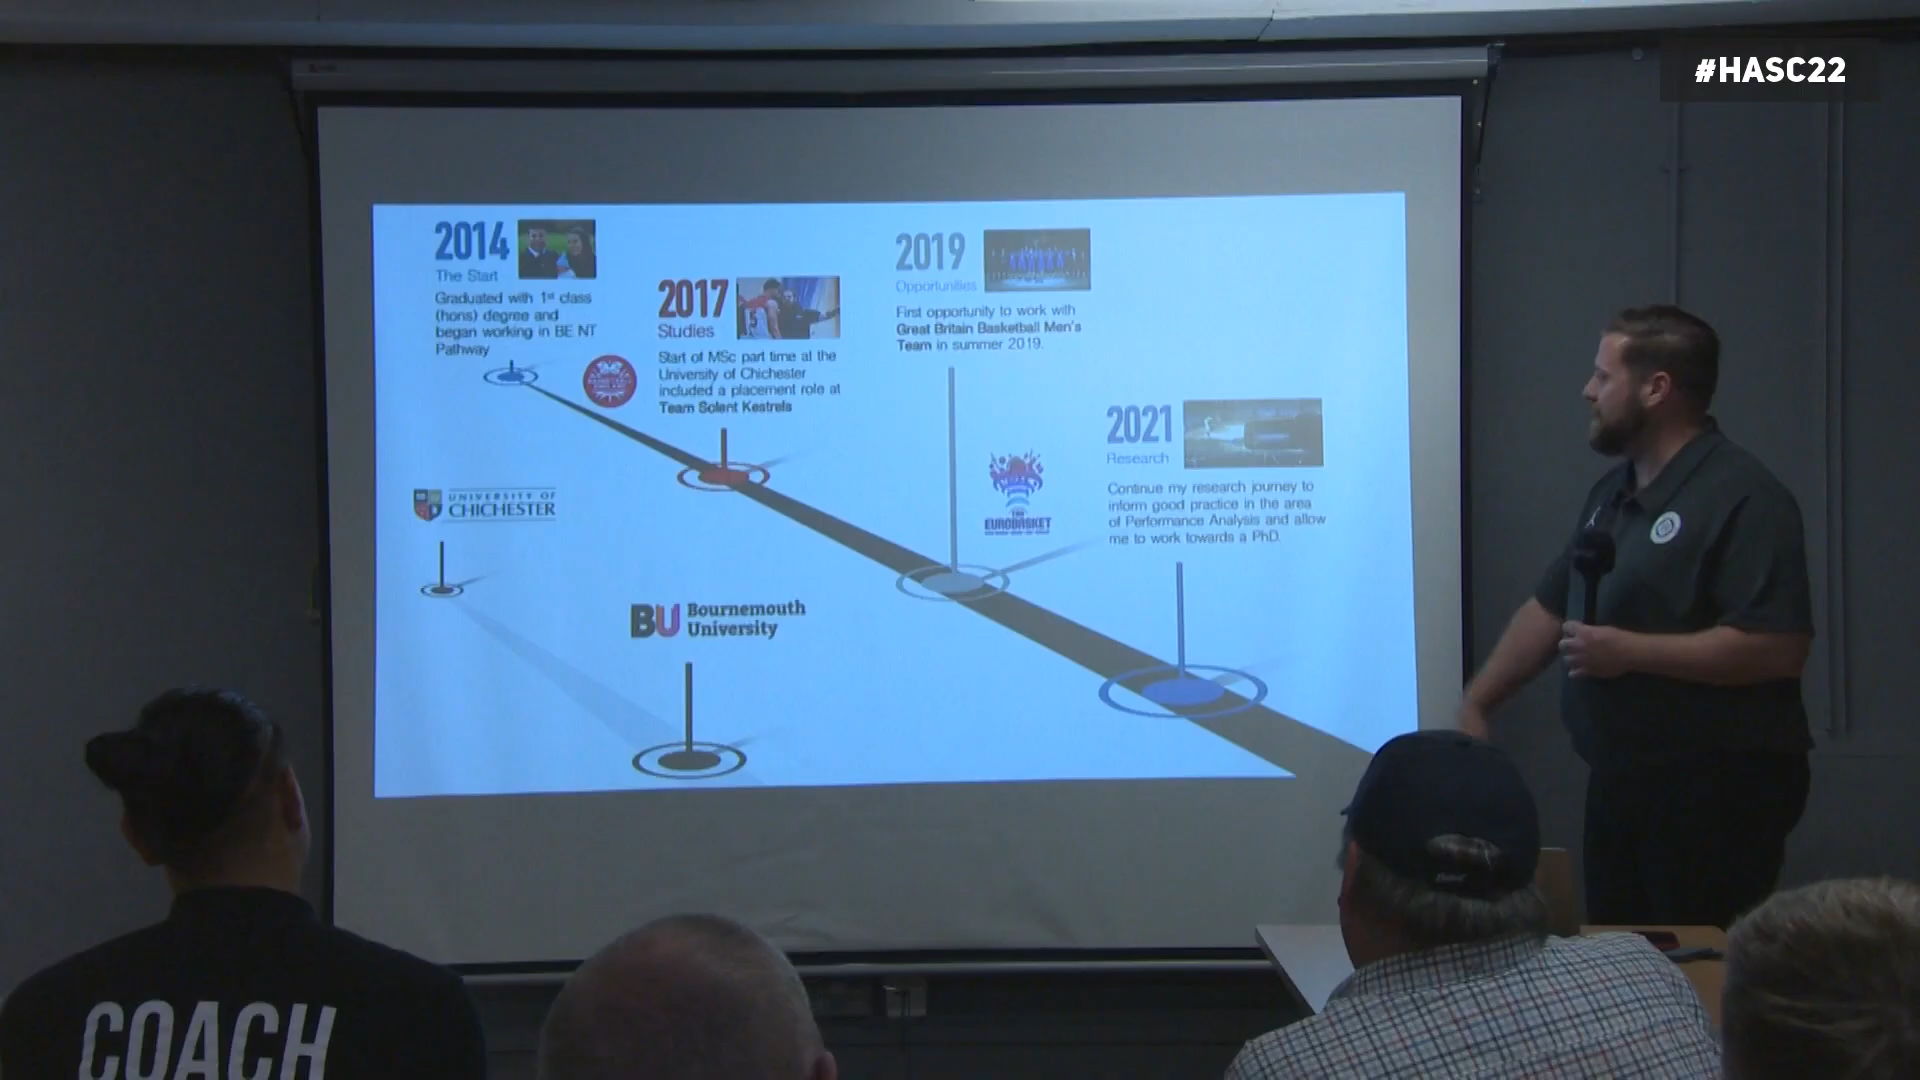 #HASC22
2014
The Start
Graduated with 1st class
(hons) degree and
began working in BE NT
Pathway
2017
Studies
Start of MSc part time at the
University of Chichester
included a placement role at
Team Solent Kestrels
2019
Opportunities
First opportunity to work with
Great Britain Basketball Men's
Team in summer 2019.
2021
Research
Continue my research journey to
inform good practice in the area
of Performance Analysis and allow
me to work towards a PhD.
UNIVERSITY OF
CHICHESTER
EUROBASKET
BU Bournemouth
University
COACH